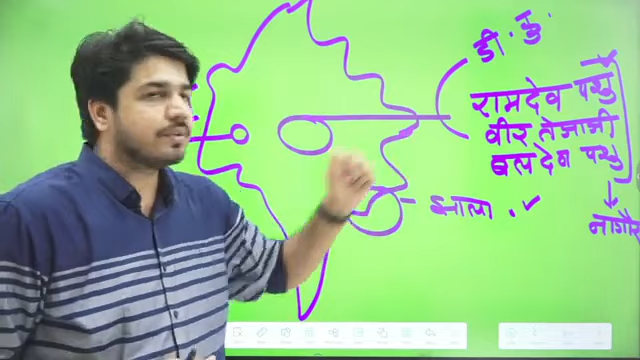 डी. कु.
रामदेव पशु
वीर तेजाजी
बलदेव पशु
नागौर
झाला.